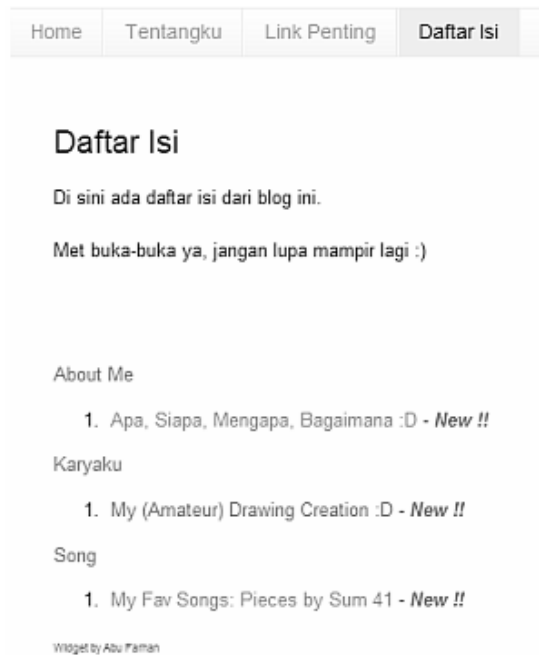 Home Tentangku Link Penting Daftar Isi
Daftar Isi
Di sini ada daftar isi dari blog ini.
Met buka-buka ya, jangan lupa mampir lagi :)
About Me
1. Apa, Siapa, Mengapa, Bagaimana :D - New !!
Karyaku
1. My (Amateur) Drawing Creation :D - New !!
Song
1. My Fav Songs: Pieces by Sum 41 - New !!
Widget by Abu Farhan